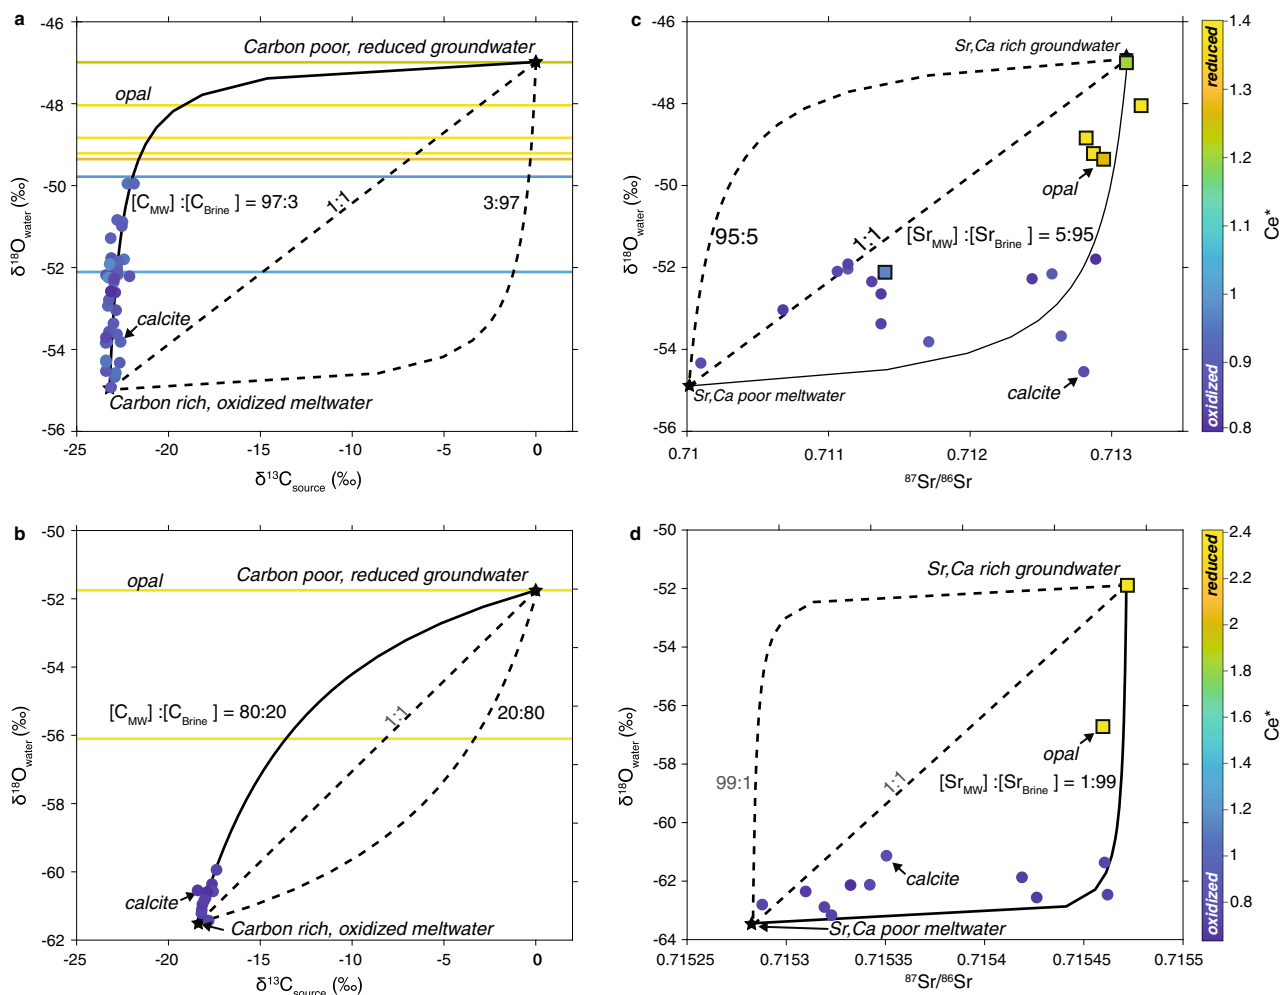 a
-46
-48
-50
-52
-54
-56
δ18Owater (‰)
Carbon poor, reduced groundwater
opal
[CMW] :[CBrine ] = 97:3
1:1
3:97
calcite
Carbon rich, oxidized meltwater
-25
-20
-15
-10
-5
0
δ13Csource (‰)
c
-46
-48
-50
-52
-54
-56
δ18Owater (‰)
Sr,Ca rich groundwater
opal
95:5
1:1
[SrMW] :[SrBrine ] = 5:95
calcite
Sr,Ca poor meltwater
0.71
0.711
0.712
0.713
87Sr/86Sr
1.4
1.3
1.2
1.1
1
0.9
0.8
reduced
oxidized
Ce*
b
-50
-52
-54
-56
-58
-60
-62
δ18Owater (‰)
opal
Carbon poor, reduced groundwater
[CMW] :[CBrine ] = 80:20
1:1
20:80
calcite
Carbon rich, oxidized meltwater
-25
-20
-15
-10
-5
0
δ13Csource (‰)
d
-50
-52
-54
-56
-58
-60
-62
-64
δ18Owater (‰)
Sr,Ca rich groundwater
opal
99:1
1:1
[SrMW] :[SrBrine ] = 1:99
calcite
Sr,Ca poor meltwater
0.71525
0.7153
0.71535
0.7154
0.71545
0.7155
87Sr/86Sr
2.4
2.2
2
1.8
1.6
1.4
1.2
1
0.8
reduced
oxidized
Ce*